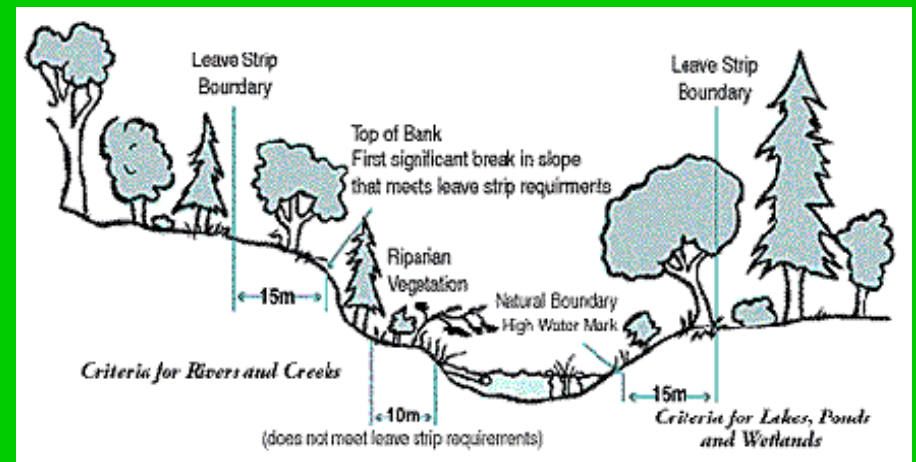 Leave Strip
Boundary
Leave Strip
Boundary
Top of Bank
First significant break in slope
that meets leave strip requirments
Riparian
Vegetation
Natural Boundary
High Water Mark
15m
Criteria for Rivers and Creeks
10m
(does not meet leave strip requirements)
15m
Criteria for Lakes, Ponds
and Wetlands